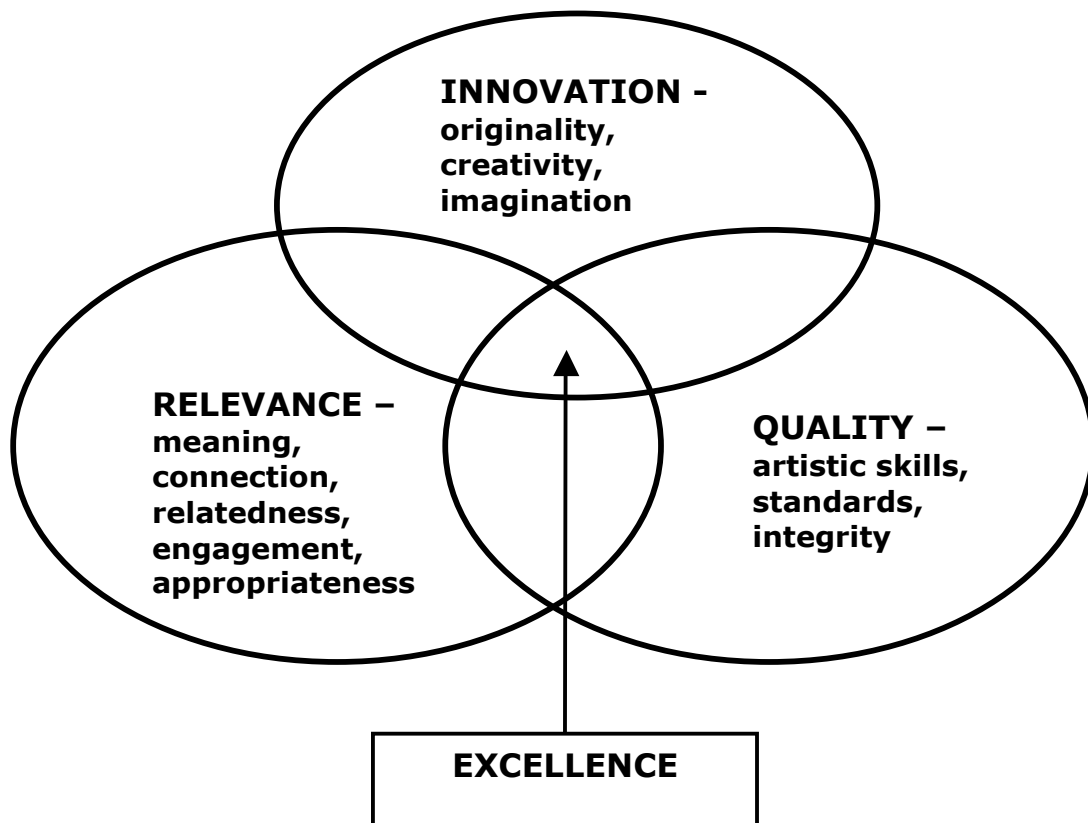 INNOVATION -
originality,
creativity,
imagination
RELEVANCE –
meaning,
connection,
relatedness,
engagement,
appropriateness
QUALITY –
artistic skills,
standards,
integrity
EXCELLENCE